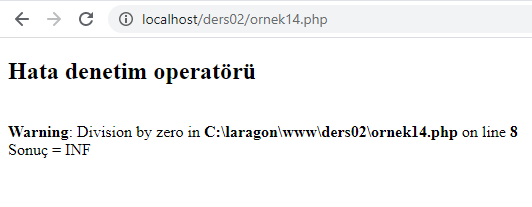 localhost/ders02/ornek14.php
Hata denetim operatörü
Warning: Division by zero in C:\laragon\www\ders02\ornek14.php on line 8
Sonuç = INF